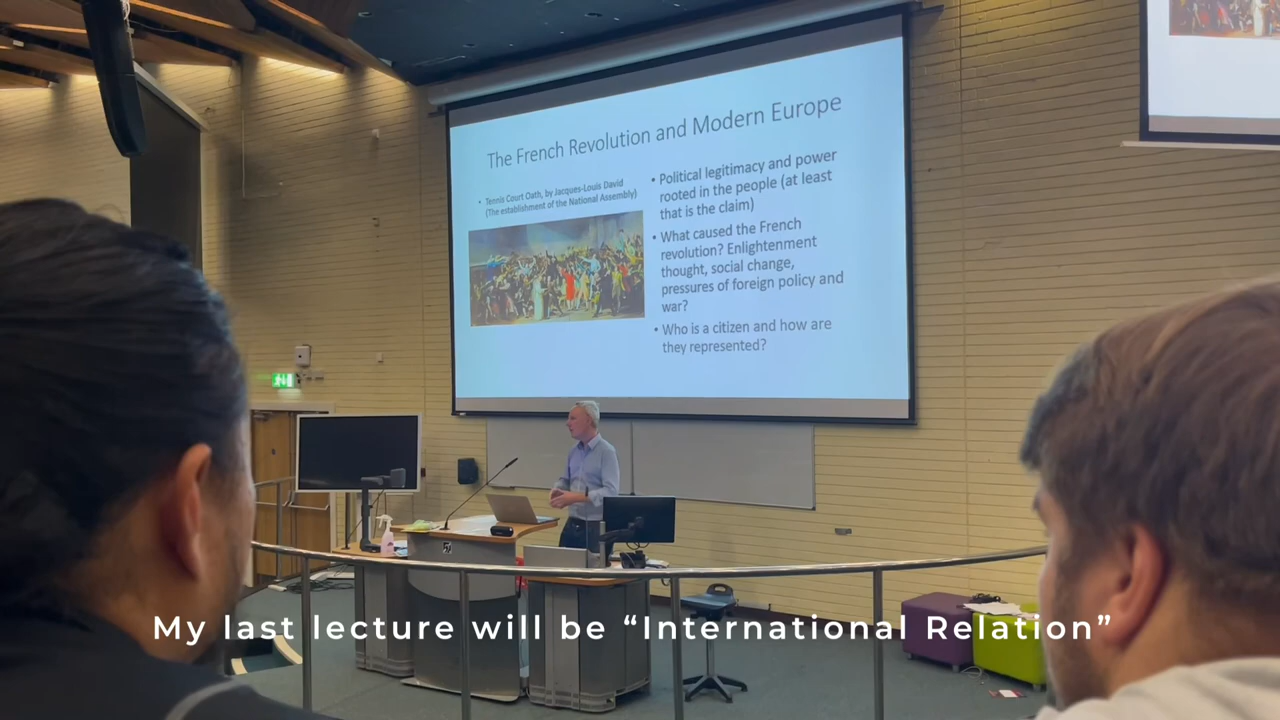 The French Revolution and Modern Europe
• Tennis Court Oath, by Jacques-Louis David
(The establishment of the National Assembly)
• Political legitimacy and power
rooted in the people (at least
that is the claim)
• What caused the French
revolution? Enlightenment
thought, social change,
pressures of foreign policy and
war?
• Who is a citizen and how are
they represented?
My last lecture will be “International Relation”